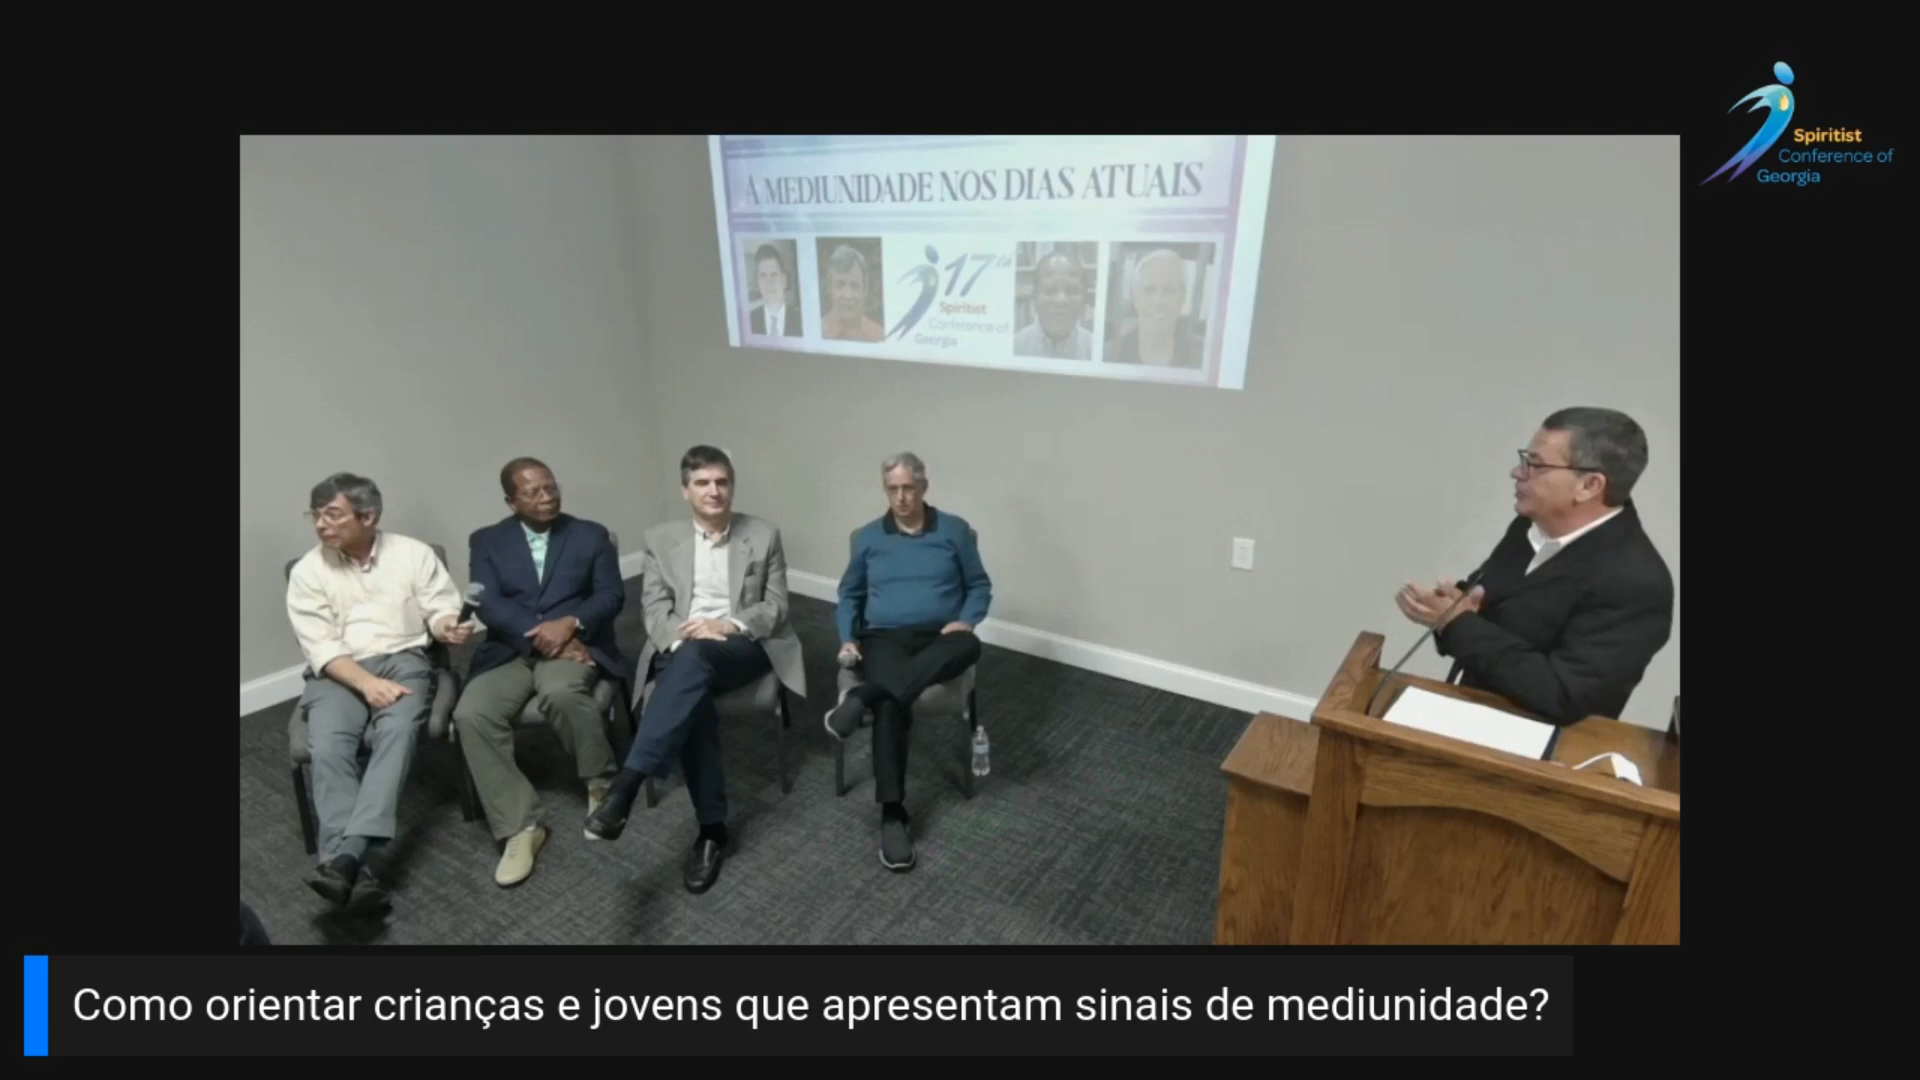 Spiritist
Conference of
Georgia
A MEDIUNIDADE NOS DIAS ATUAIS
17th
Spiritist
Conference of
Georgia
Como orientar crianças e jovens que apresentam sinais de mediunidade?